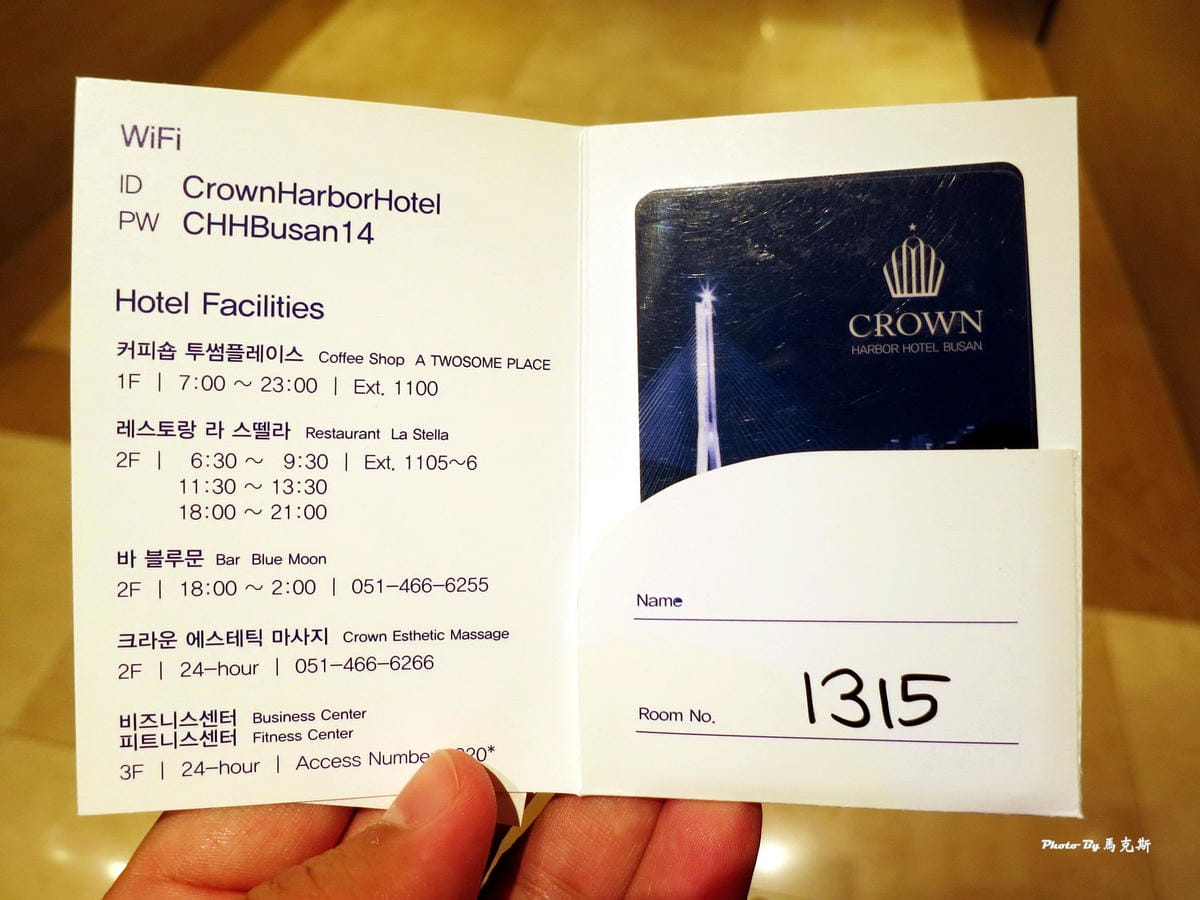 WiFi
ID CrownHarborHotel
PW CHHBusan14
Hotel Facilities
커피숍 투썸플레이스 Coffee Shop A TWOSOME PLACE
1F | 7:00 ~ 23:00 | Ext. 1100
레스토랑 라 스뗄라 Restaurant La Stella
2F | 6:30 ~ 9:30 | Ext. 1105~6
11:30 ~ 13:30
18:00 ~ 21:00
바 블루문 Bar Blue Moon
2F | 18:00 ~ 2:00 | 051-466-6255
크라운 에스테틱 마사지 Crown Esthetic Massage
2F | 24-hour | 051-466-6266
비즈니스센터 Business Center
피트니스센터 Fitness Center
3F | 24-hour | Access Number
CROWN
HARBOR HOTEL BUSAN
Name
Room No. 1315
Photo By 馬克斯